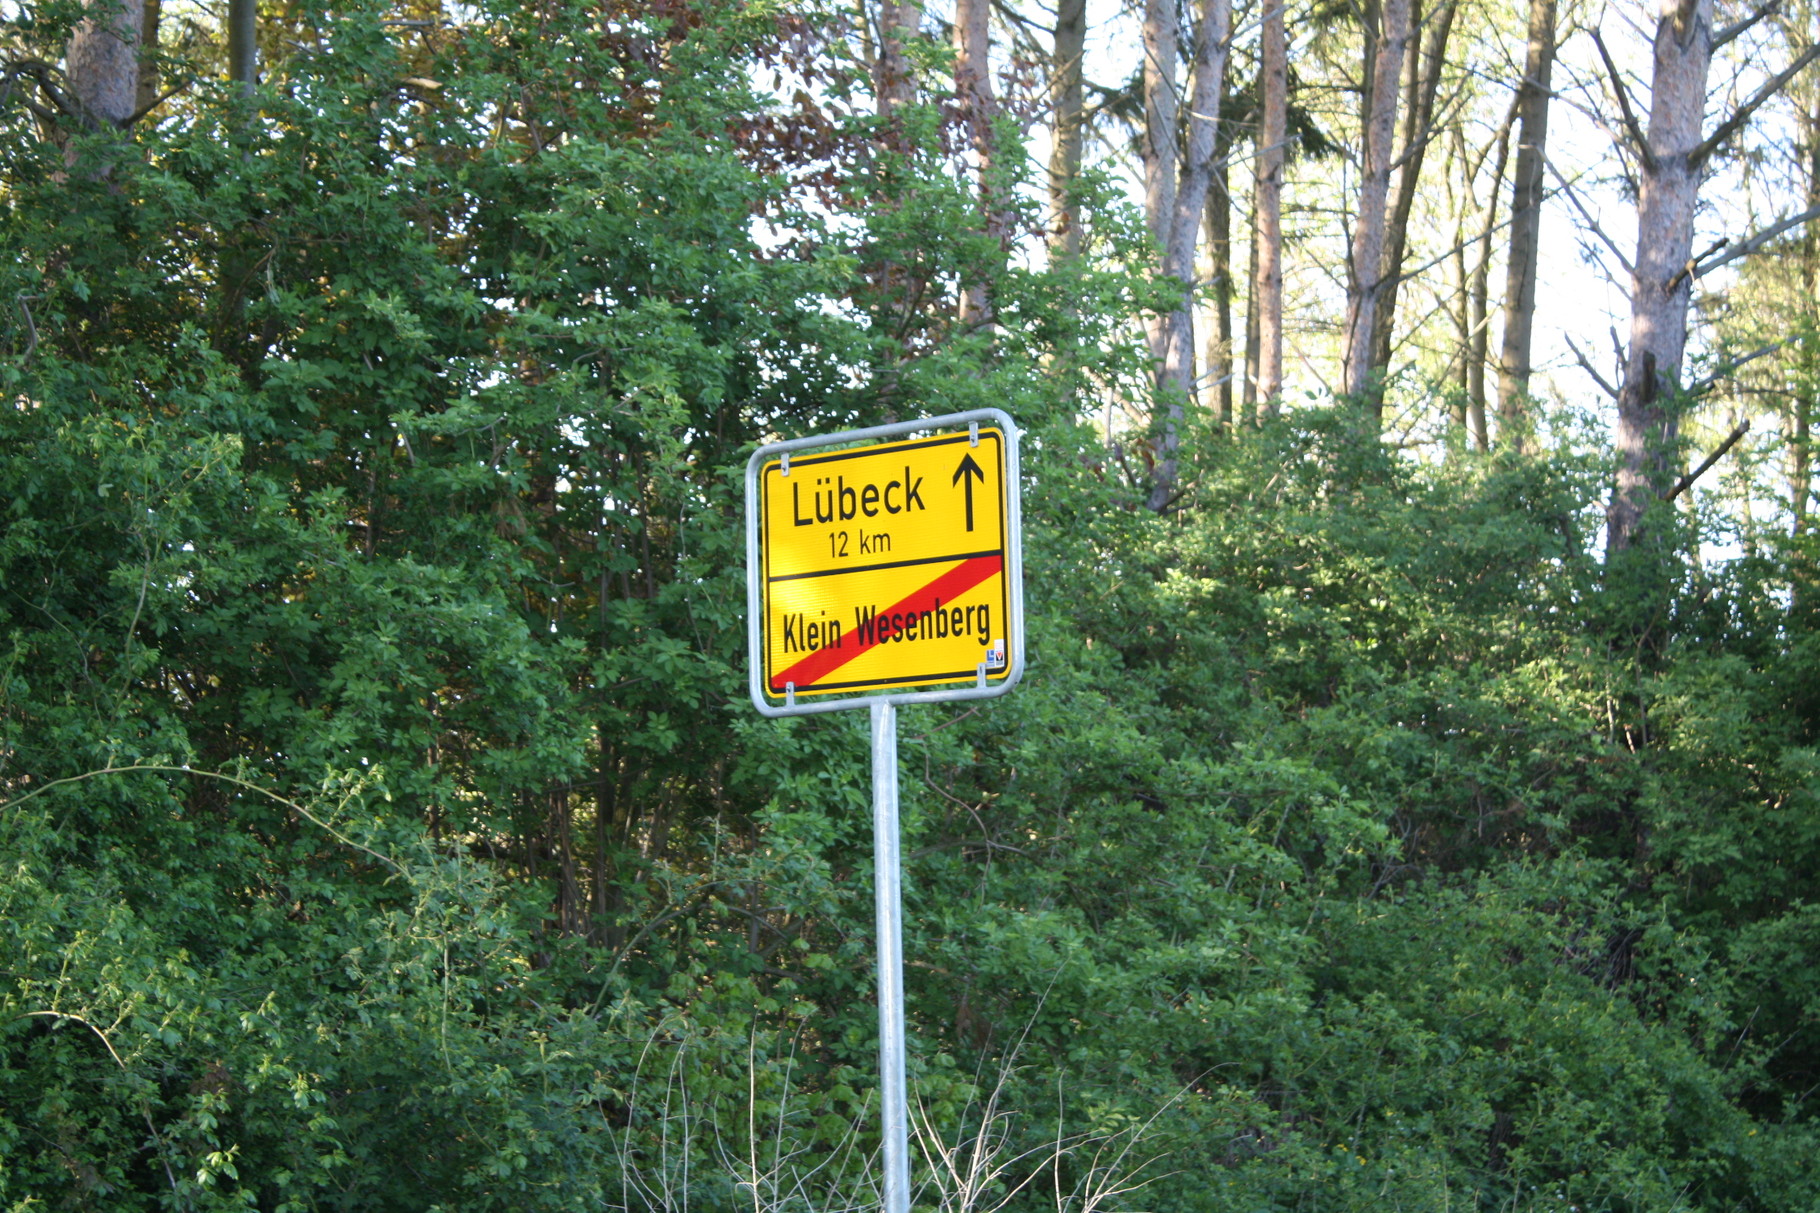 Lübeck
12 km
Klein Wesenberg